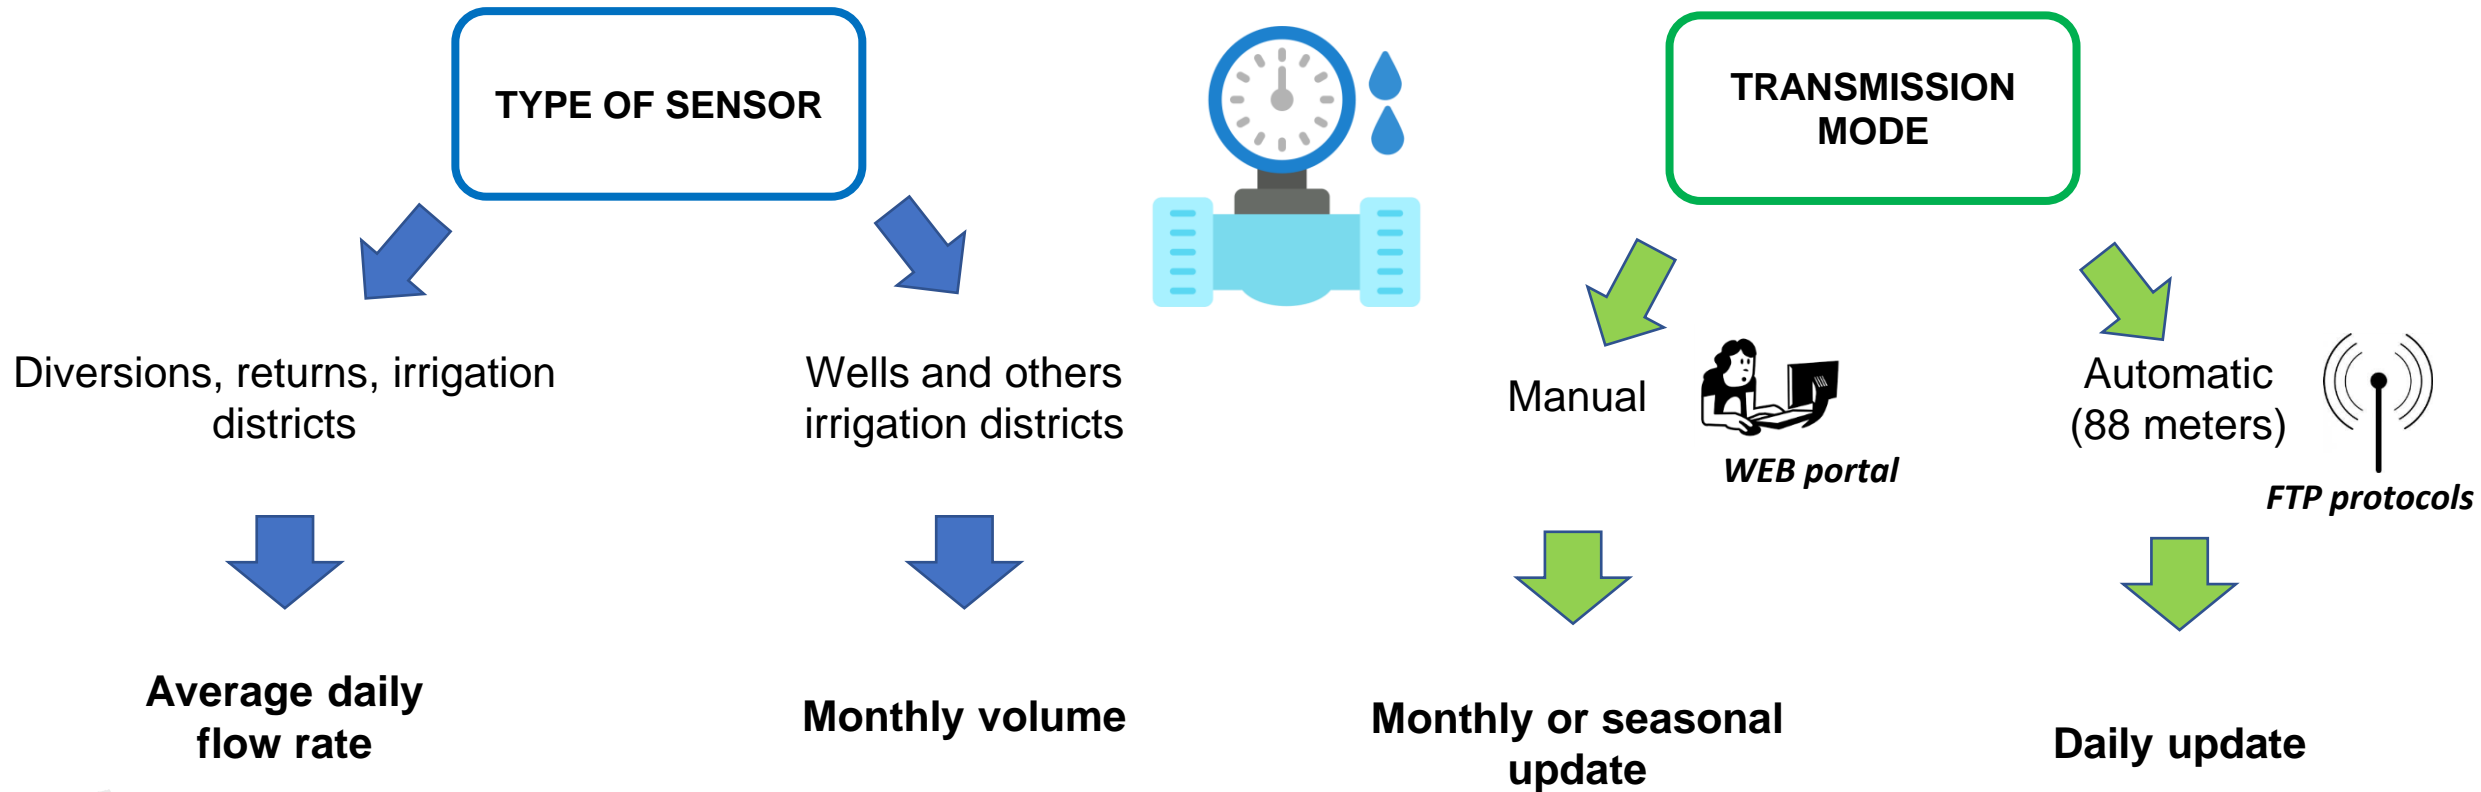 TYPE OF SENSOR
TRANSMISSION
MODE
Diversions, returns, irrigation
districts
Wells and others
irrigation districts
Manual
WEB portal
Automatic
(88 meters)
FTP protocols
Average daily
flow rate
Monthly volume
Monthly or seasonal
update
Daily update